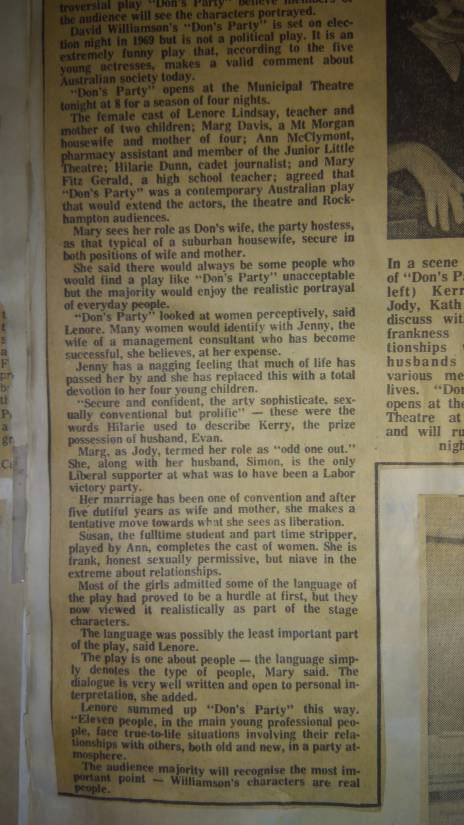 troversial play "Don's Party" believe members of
the audience will see the characters portrayed.
David Williamson's "Don's Party" is set on elec-
tion night in 1969 but is not a political play. It is an
extremely funny play that, according to the five
young actresses, makes a valid comment about
Australian society today.
"Don's Party" opens at the Municipal Theatre
tonight at 8 for a season of four nights.
The female cast of Lenore Lindsay, teacher and
mother of two children; Marg Davis, a Mt Morgan
housewife and mother of four; Ann McClymont,
pharmacy assistant and member of the Junior Little
Theatre; Hilarie Dunn, cadet journalist; and Mary
Fitz Gerald, a high school teacher; agreed that
"Don's Party" was a contemporary Australian play
that would extend the actors, the theatre and Rock-
hampton audiences.
Mary sees her role as Don's wife, the party hostess,
as that typical of a suburban housewife, secure in
both positions of wife and mother.
She said there would always be some people who
would find a play like "Don's Party" unacceptable
but the majority would enjoy the realistic portrayal
of everyday people.
"Don's Party" looked at women perceptively, said
Lenore. Many women would identify with Jenny, the
wife of a management consultant who has become
successful, she believes, at her expense.
Jenny has a nagging feeling that much of life has
passed her by and she has replaced this with a total
devotion to her four young children.
"Secure and confident, the arty sophisticate, sex-
ually conventional but prolific" — these were the
words Hilarie used to describe Kerry, the prize
possession of husband, Evan.
Marg, as Jody, termed her role as "odd one out."
She, along with her husband, Simon, is the only
Liberal supporter at what was to have been a Labor
victory party.
Her marriage has been one of convention and after
five dutiful years as wife and mother, she makes a
tentative move towards what she sees as liberation.
Susan, the fulltime student and part time stripper,
played by Ann, completes the cast of women. She is
frank, honest sexually permissive, but niave in the
extreme about relationships.
Most of the girls admitted some of the language of
the play had proved to be a hurdle at first, but they
now viewed it realistically as part of the stage
characters.
The language was possibly the least important part
of the play, said Lenore.
The play is one about people — the language simp-
ly denotes the type of people, Mary said. The
dialogue is very well written and open to personal in-
terpretation, she added.
Lenore summed up "Don's Party" this way.
"Eleven people, in the main young professional peo-
ple, face true-to-life situations involving their rela-
tionships with others, both old and new, in a party at-
mosphere.
The audience majority will recognise the most im-
portant point — Williamson's characters are real
people.
In a scene
of "Don's P
left) Kerr
Jody, Kath
discuss wit
frankness
tionships
husbands
various me
lives. "Do
opens at the
Theatre at
and will ru
nigh